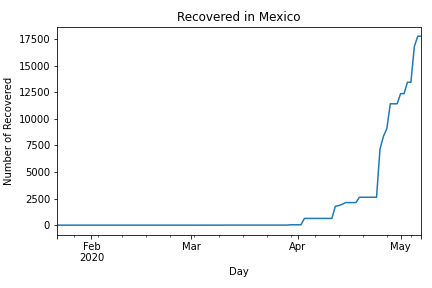 Recovered in Mexico
Number of Recovered
17500
15000
12500
10000
7500
5000
2500
0
Feb
2020
Mar
Apr
May
Day